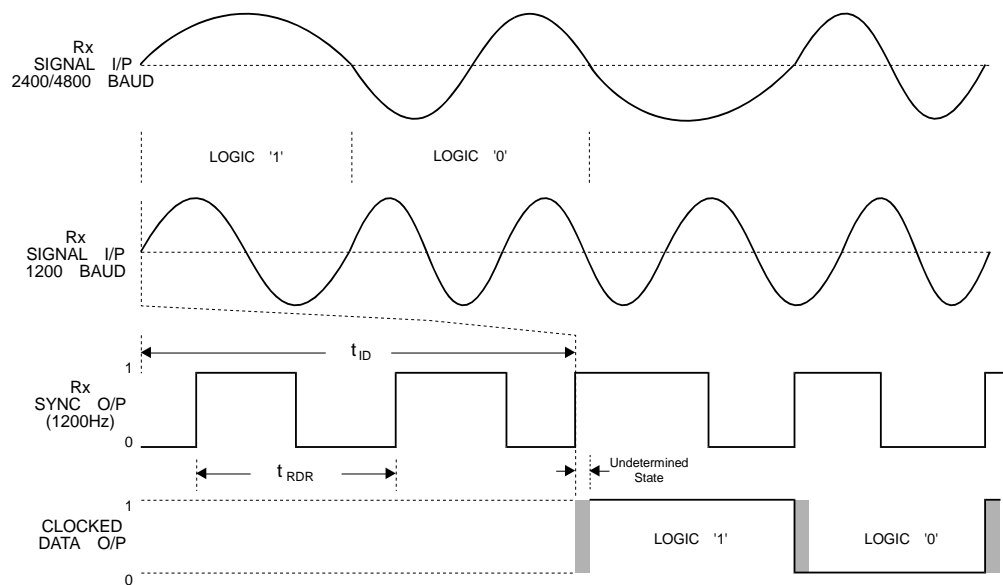 Rx
SIGNAL I/P
2400/4800 BAUD
LOGIC '1'
LOGIC '0'
Rx
SIGNAL I/P
1200 BAUD
t ID
1
Rx
SYNC O/P
(1200Hz)
0
t RDR
Undetermined
State
1
CLOCKED
DATA O/P
LOGIC '1'
LOGIC '0'
0